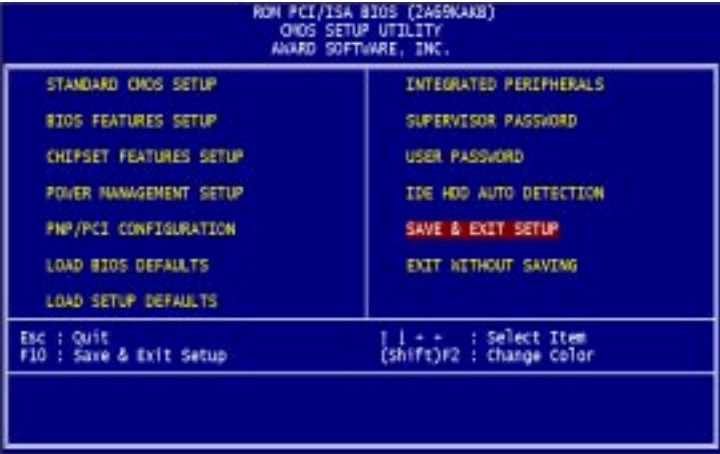 ROM PCI/ISA BIOS (2A69KAKB)
CMOS SETUP UTILITY
AWARD SOFTWARE, INC.
STANDARD CMOS SETUP
BIOS FEATURES SETUP
CHIPSET FEATURES SETUP
POWER MANAGEMENT SETUP
PNP/PCI CONFIGURATION
LOAD BIOS DEFAULTS
LOAD SETUP DEFAULTS
INTEGRATED PERIPHERALS
SUPERVISOR PASSWORD
USER PASSWORD
IDE HDD AUTO DETECTION
SAVE & EXIT SETUP
EXIT WITHOUT SAVING
Esc : Quit
F10 : Save & Exit Setup
: Select Item
(Shift)F2 : Change Color